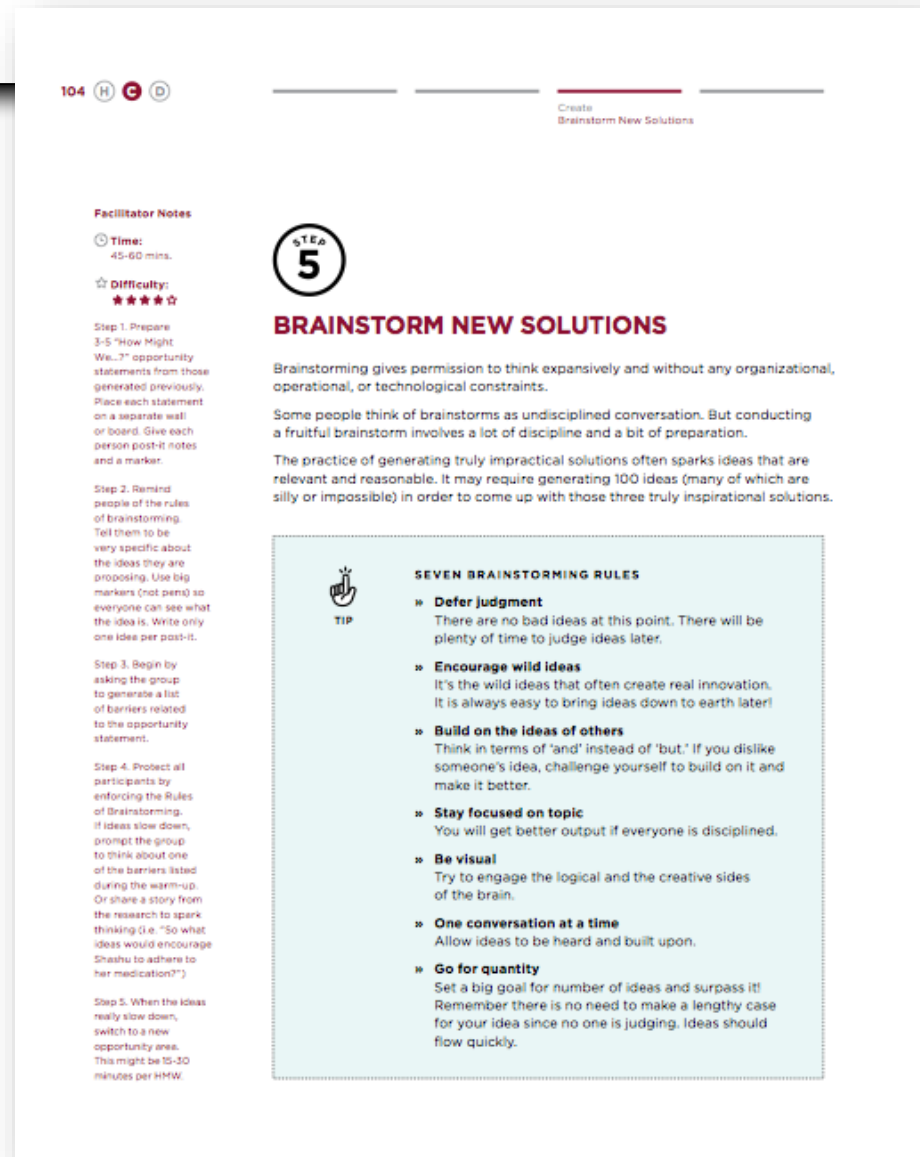 104 H C D
Create
Brainstorm New Solutions
Facilitator Notes
Time:
45-60 mins.
Difficulty:
Step 1. Prepare
3-5 "How Might
We...?" opportunity
statements from those
generated previously.
Place each statement
on a separate wall
or board. Give each
person post-it notes
and a marker.
Step 2. Remind
people of the rules
of brainstorming.
Tell them to be
very specific about
the ideas they are
proposing. Use big
markers (not pens) so
everyone can see what
the idea is. Write only
one idea per post-it.
Step 3. Begin by
asking the group
to generate a list
of barriers related
to the opportunity
statement.
Step 4. Protect all
participants by
enforcing the Rules
of Brainstorming.
If ideas slow down,
prompt the group
to think about one
of the barriers listed
during the warm-up.
Or share a story from
the research to spark
thinking (i.e. "So what
ideas would encourage
Shashu to adhere to
her medication?")
Step 5. When the ideas
really slow down,
switch to a new
opportunity area.
This might be 15-30
minutes per HMW.
STEP
5
BRAINSTORM NEW SOLUTIONS
Brainstorming gives permission to think expansively and without any organizational,
operational, or technological constraints.
Some people think of brainstorms as undisciplined conversation. But conducting
a fruitful brainstorm involves a lot of discipline and a bit of preparation.
The practice of generating truly impractical solutions often sparks ideas that are
relevant and reasonable. It may require generating 100 ideas (many of which are
silly or impossible) in order to come up with those three truly inspirational solutions.
TIP
SEVEN BRAINSTORMING RULES
» Defer judgment
There are no bad ideas at this point. There will be
plenty of time to judge ideas later.
» Encourage wild ideas
It's the wild ideas that often create real innovation.
It is always easy to bring ideas down to earth later!
» Build on the ideas of others
Think in terms of 'and' instead of 'but.' If you dislike
someone's idea, challenge yourself to build on it and
make it better.
» Stay focused on topic
You will get better output if everyone is disciplined.
» Be visual
Try to engage the logical and the creative sides
of the brain.
» One conversation at a time
Allow ideas to be heard and built upon.
» Go for quantity
Set a big goal for number of ideas and surpass it!
Remember there is no need to make a lengthy case
for your idea since no one is judging. Ideas should
flow quickly.